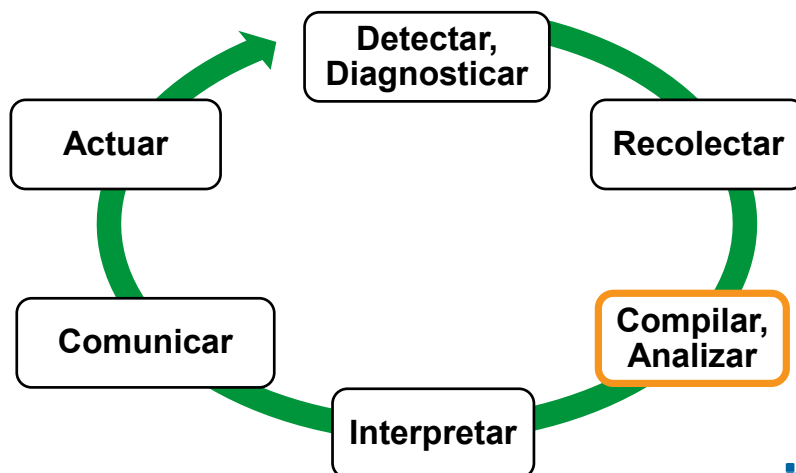 Detectar,
Diagnosticar
Recolectar
Compilar,
Analizar
Interpretar
Comunicar
Actuar